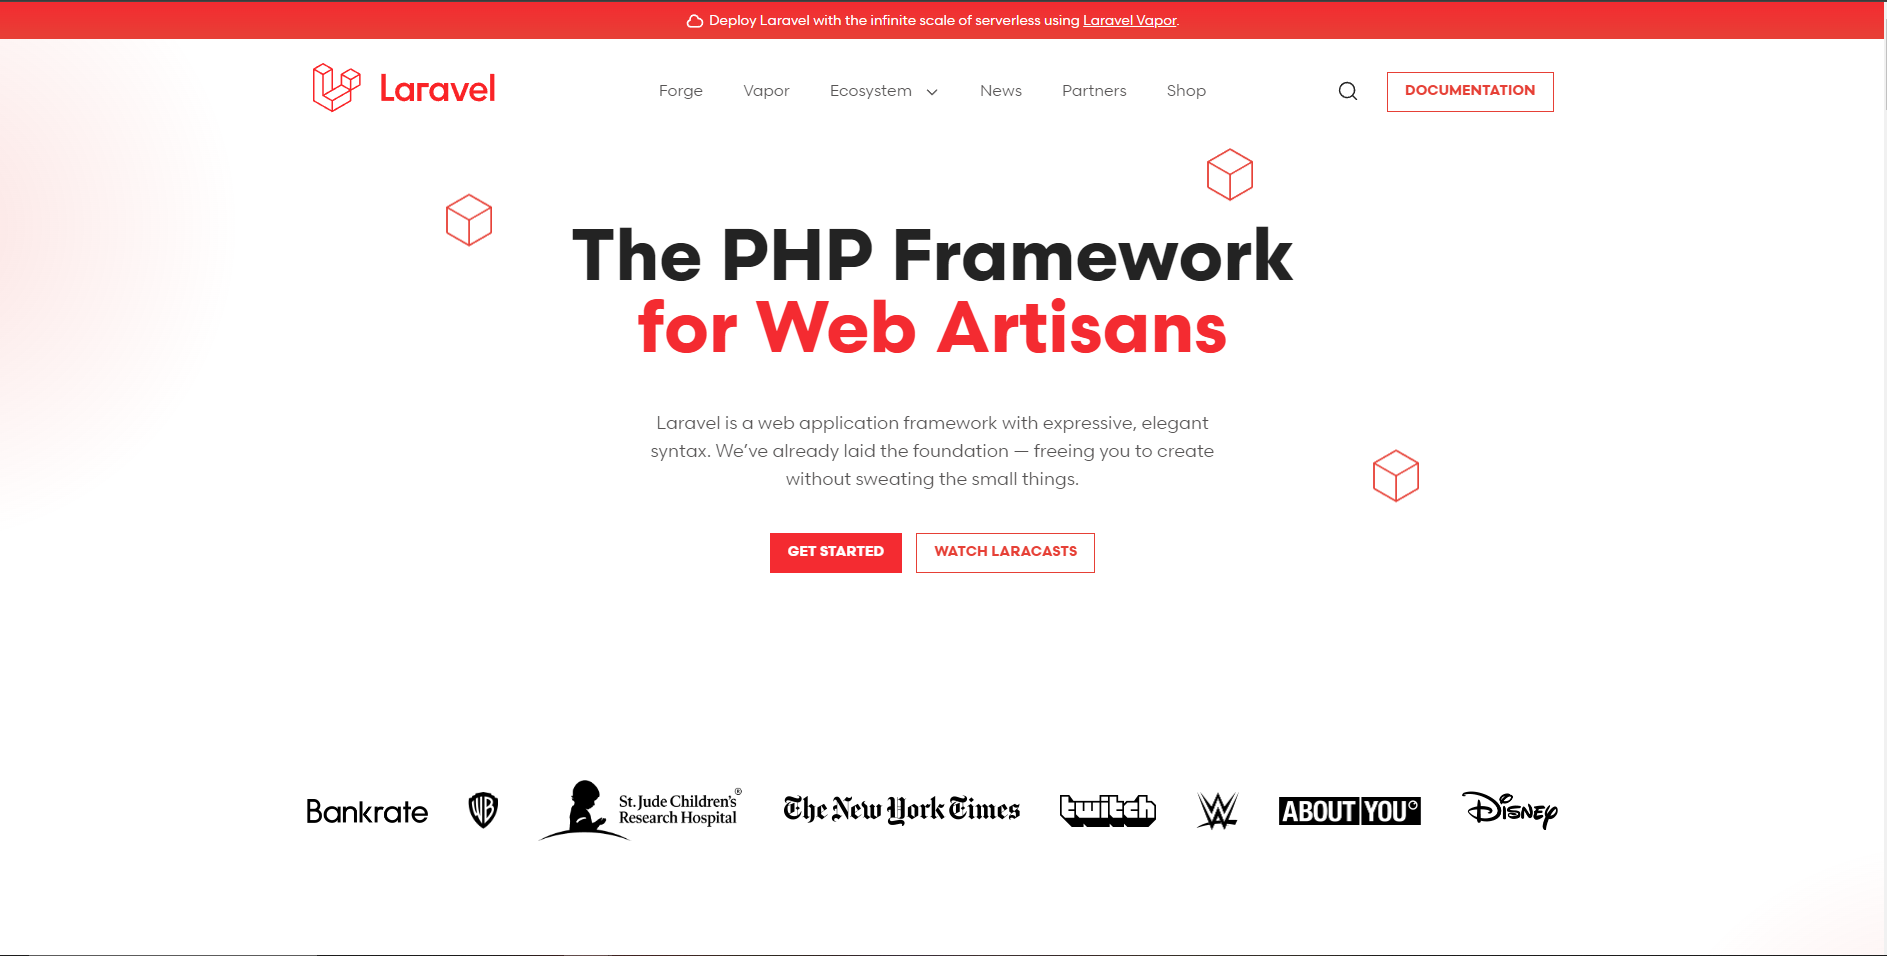 Deploy Laravel with the infinite scale of serverless using Laravel Vapor.
Laravel
Forge Vapor Ecosystem News Partners Shop
DOCUMENTATION
The PHP Framework
for Web Artisans
Laravel is a web application framework with expressive, elegant
syntax. We’ve already laid the foundation — freeing you to create
without sweating the small things.
GET STARTED WATCH LARACASTS
Bankrate
WB
St. Jude Children's®
Research Hospital
The New York Times
twitch
W
ABOUT YOU°
Disney